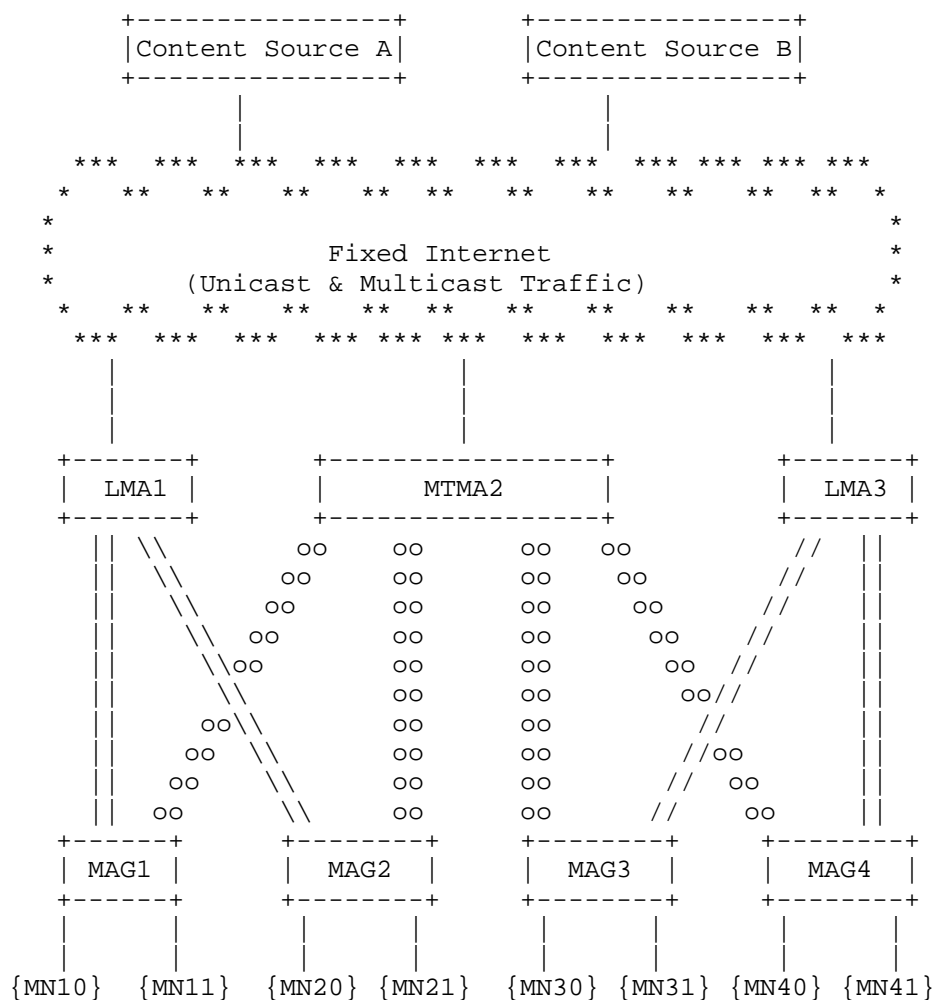 Content Source A Content Source B
Fixed Internet
(Unicast & Multicast Traffic)
LMA1 MTMA2 LMA3
MAG1 MAG2 MAG3 MAG4
{MN10} {MN11} {MN20} {MN21} {MN30} {MN31} {MN40} {MN41}